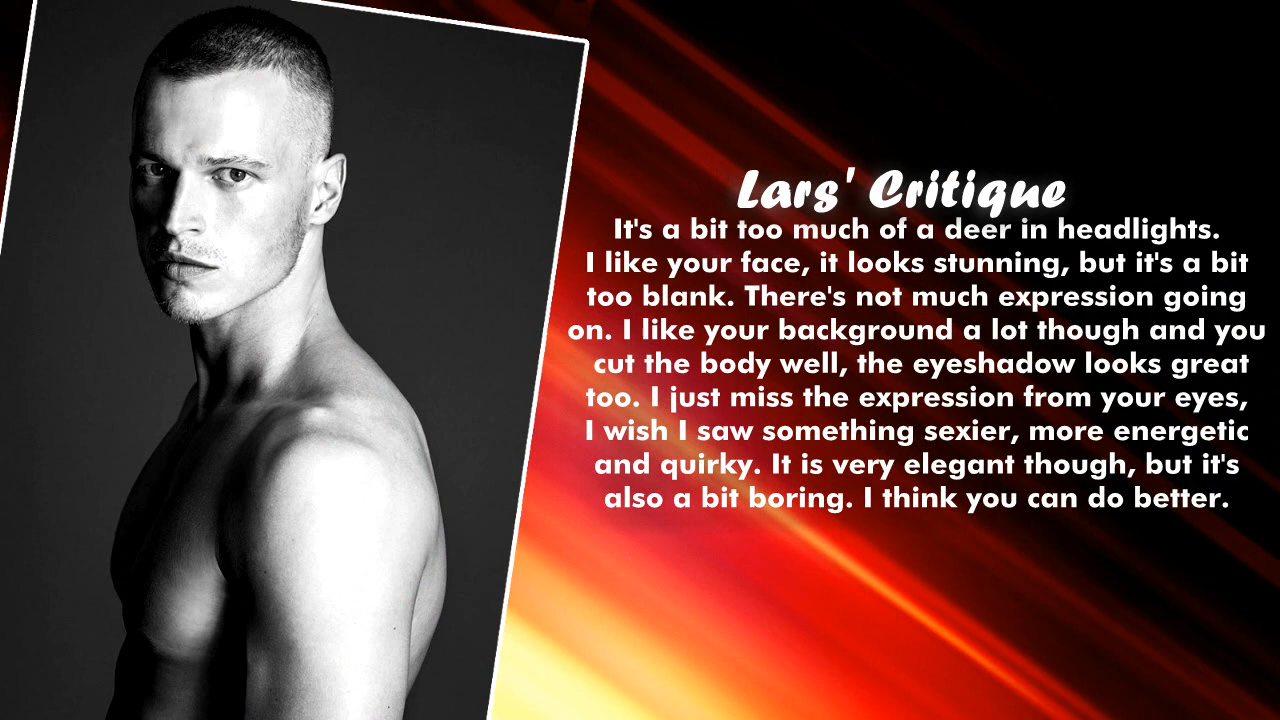 Lars' Critique
It's a bit too much of a deer in headlights.
I like your face, it looks stunning, but it's a bit
too blank. There's not much expression going
on. I like your background a lot though and you
cut the body well, the eyeshadow looks great
too. I just miss the expression from your eyes,
I wish I saw something sexier, more energetic
and quirky. It is very elegant though, but it's
also a bit boring. I think you can do better.